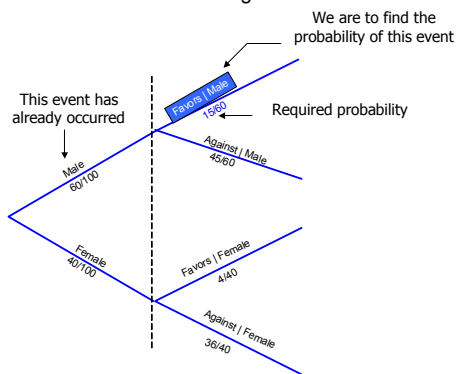 We are to find the
probability of this event
Favors | Male
15/60
This event has
already occurred
Required probability
Against | Male
45/60
Male
60/100
Female
40/100
Favors | Female
4/40
Against | Female
36/40